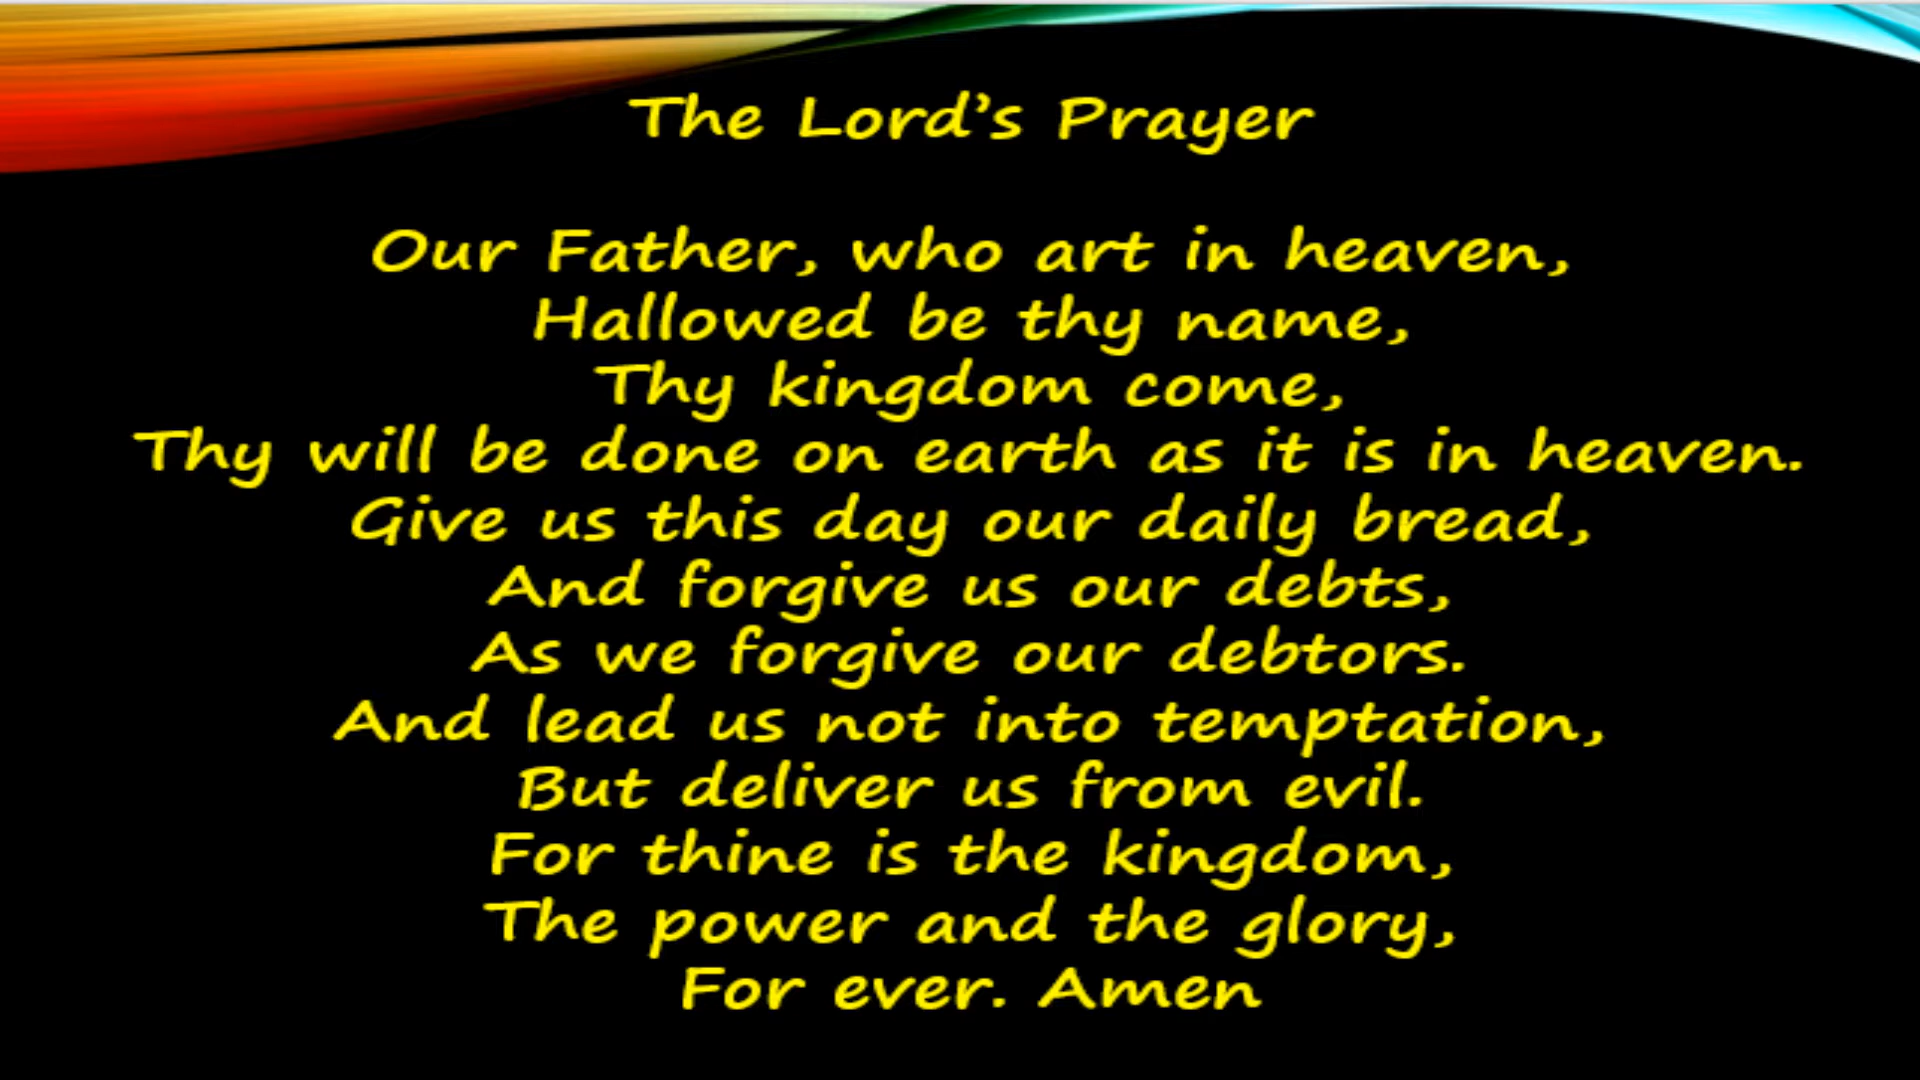 The Lord’s Prayer
Our Father, who art in heaven,
Hallowed be thy name,
Thy kingdom come,
Thy will be done on earth as it is in heaven.
Give us this day our daily bread,
And forgive us our debts,
As we forgive our debtors.
And lead us not into temptation,
But deliver us from evil.
For thine is the kingdom,
The power and the glory,
For ever. Amen